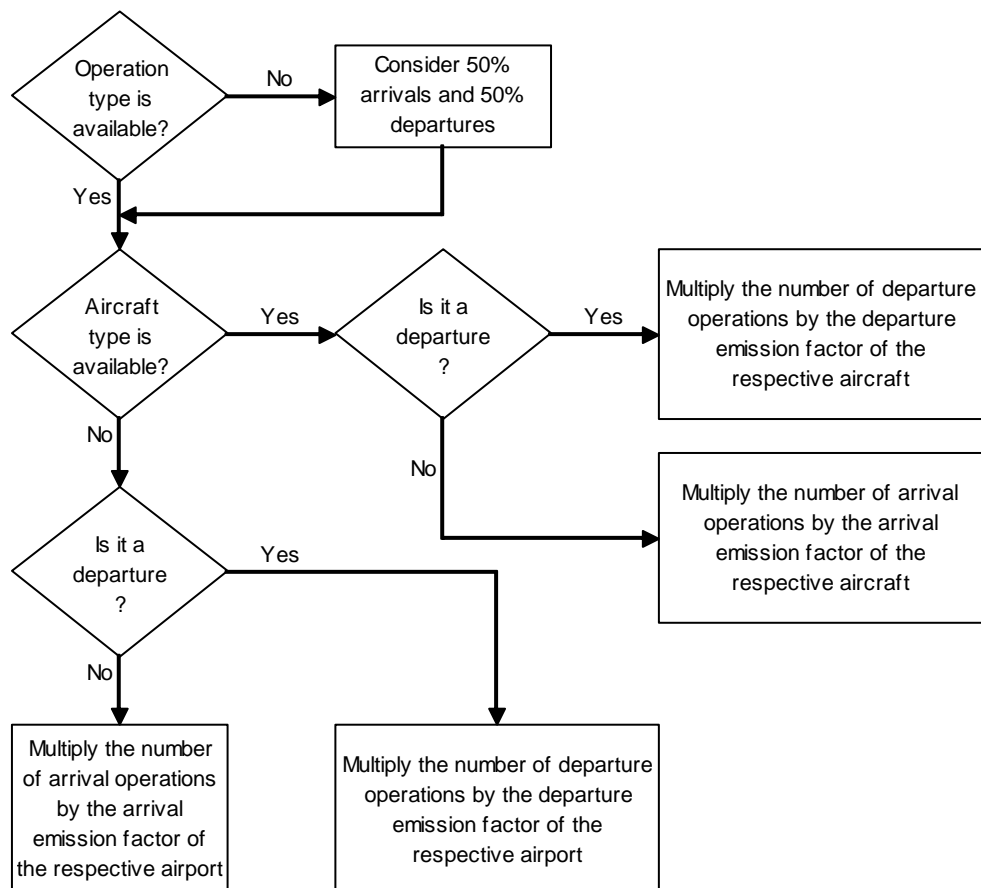 Operation
type is
available?
No
Consider 50%
arrivals and 50%
departures
Yes
Aircraft
type is
available?
Yes
Is it a
departure
?
Yes
Multiply the number of departure
operations by the departure
emission factor of the
respective aircraft
No
No
Multiply the number of arrival
operations by the arrival
emission factor of the
respective aircraft
Is it a
departure
?
Yes
No
Multiply the number
of arrival operations
by the arrival
emission factor of
the respective airport
Multiply the number of departure
operations by the departure
emission factor of the
respective airport